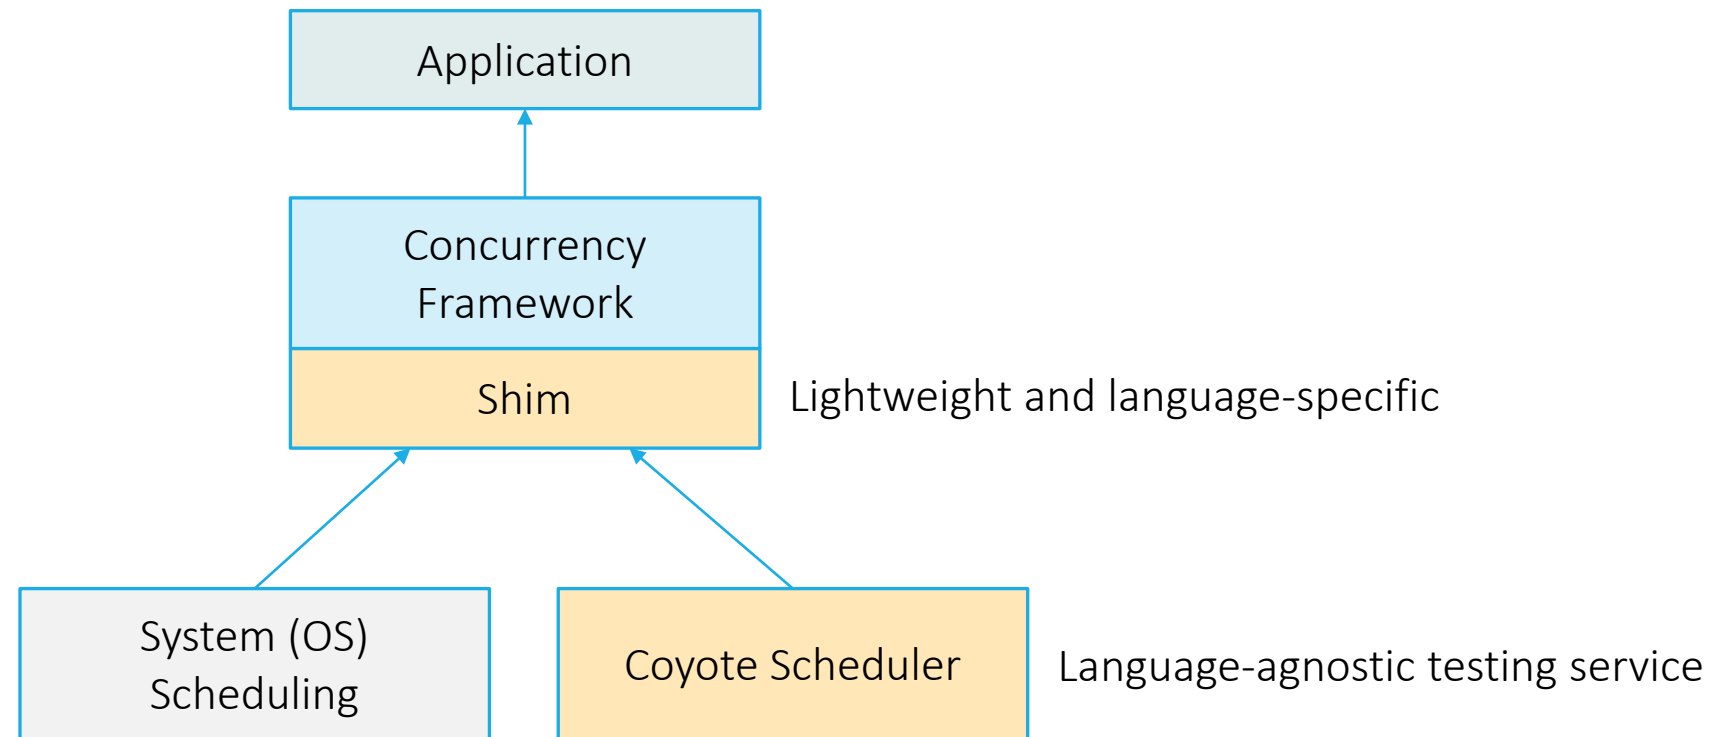 Application
Concurrency
Framework
Shim
Lightweight and language-specific
System (OS)
Scheduling
Coyote Scheduler
Language-agnostic testing service